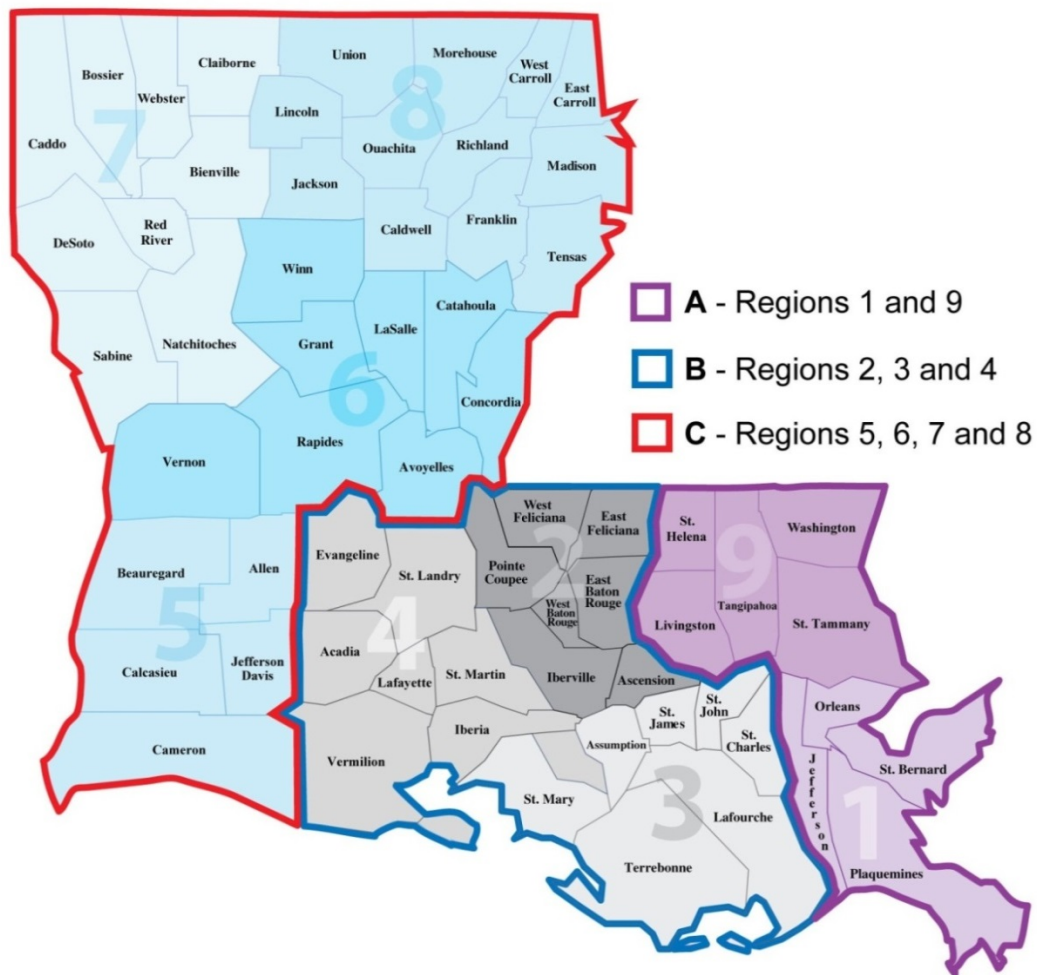 Union
Morehouse
Claiborne
West
Carroll
Bossier
Webster
East
Carroll
8
Lincoln
7
Caddo
Ouachita
Richland
Madison
Bienville
Jackson
Franklin
Caldwell
Red
River
DeSoto
Tensas
Winn
Catahoula
LaSalle
Grant
Natchitoches
Sabine
6
Concordia
Rapides
Vernon
Avoyelles
A - Regions 1 and 9
B - Regions 2, 3 and 4
C - Regions 5, 6, 7 and 8
West
Feliciana
East
Feliciana
St.
Helena
Washington
9
Evangeline
Pointe
Coupee
2
Allen
Beauregard
St. Landry
East
Baton
Rouge
West
Baton
Rouge
Tangipahoa
Livingston
St. Tammany
5
4
Acadia
Calcasieu
Jefferson
Davis
Lafayette
St. Martin
Iberville
Ascension
St.
James
St.
John
Orleans
Cameron
Iberia
Assumption
St.
Charles
Vermilion
St. Bernard
Jefferson
St. Mary
3
Lafourche
1
Terrebonne
Plaquemines